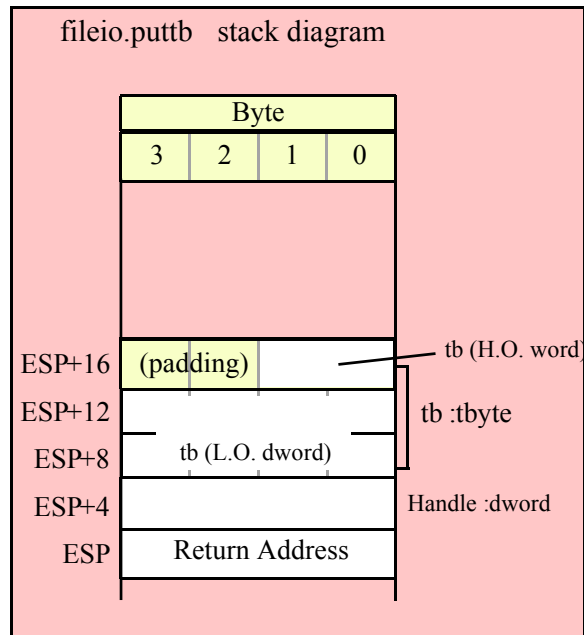 fileio.puttb stack diagram
Byte
3 2 1 0
ESP+16 (padding) tb (H.O. word)
ESP+12 tb :tbyte
ESP+8 tb (L.O. dword)
ESP+4 Handle :dword
ESP Return Address